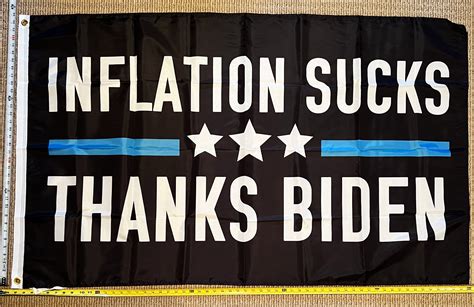 INFLATION SUCKS
THANKS BIDEN